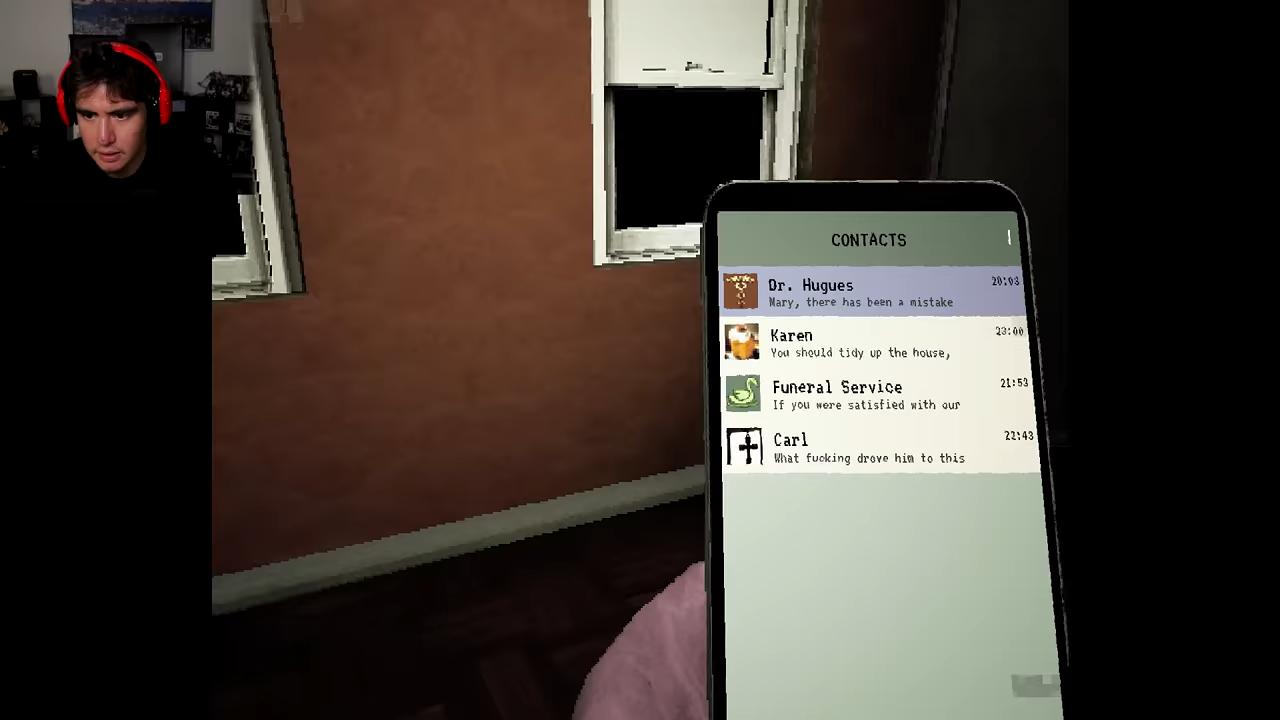 CONTACTS
Dr. Hugues 20:03
Mary, there has been a mistake
Karen 23:00
You should tidy up the house,
Funeral Service 21:53
If you were satisfied with our
Carl 22:43
What fucking drove him to this